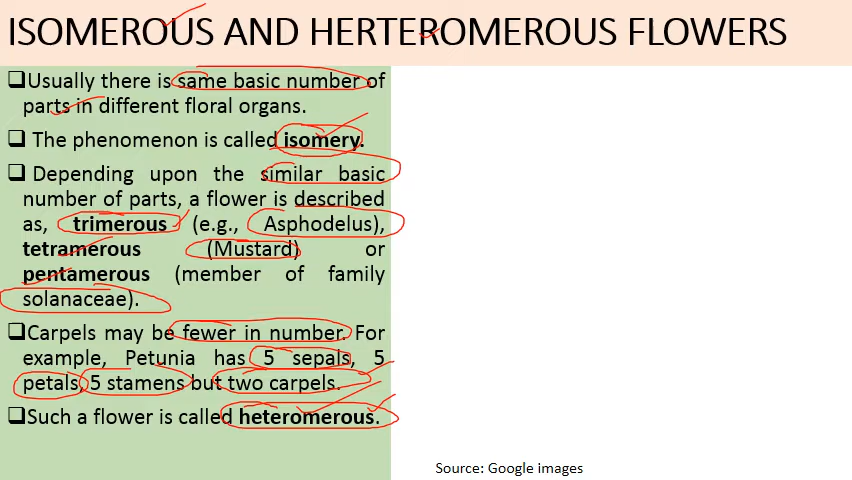 ISOMEROUS AND HERTEROMEROUS FLOWERS
Usually there is same basic number of
parts in different floral organs.
The phenomenon is called isomery.
Depending upon the similar basic
number of parts, a flower is described
as, trimerous (e.g., Asphodelus),
tetramerous (Mustard) or
pentamerous (member of family
solanaceae).
Carpels may be fewer in number. For
example, Petunia has 5 sepals, 5
petals, 5 stamens but two carpels.
Such a flower is called heteromerous.
Source: Google images